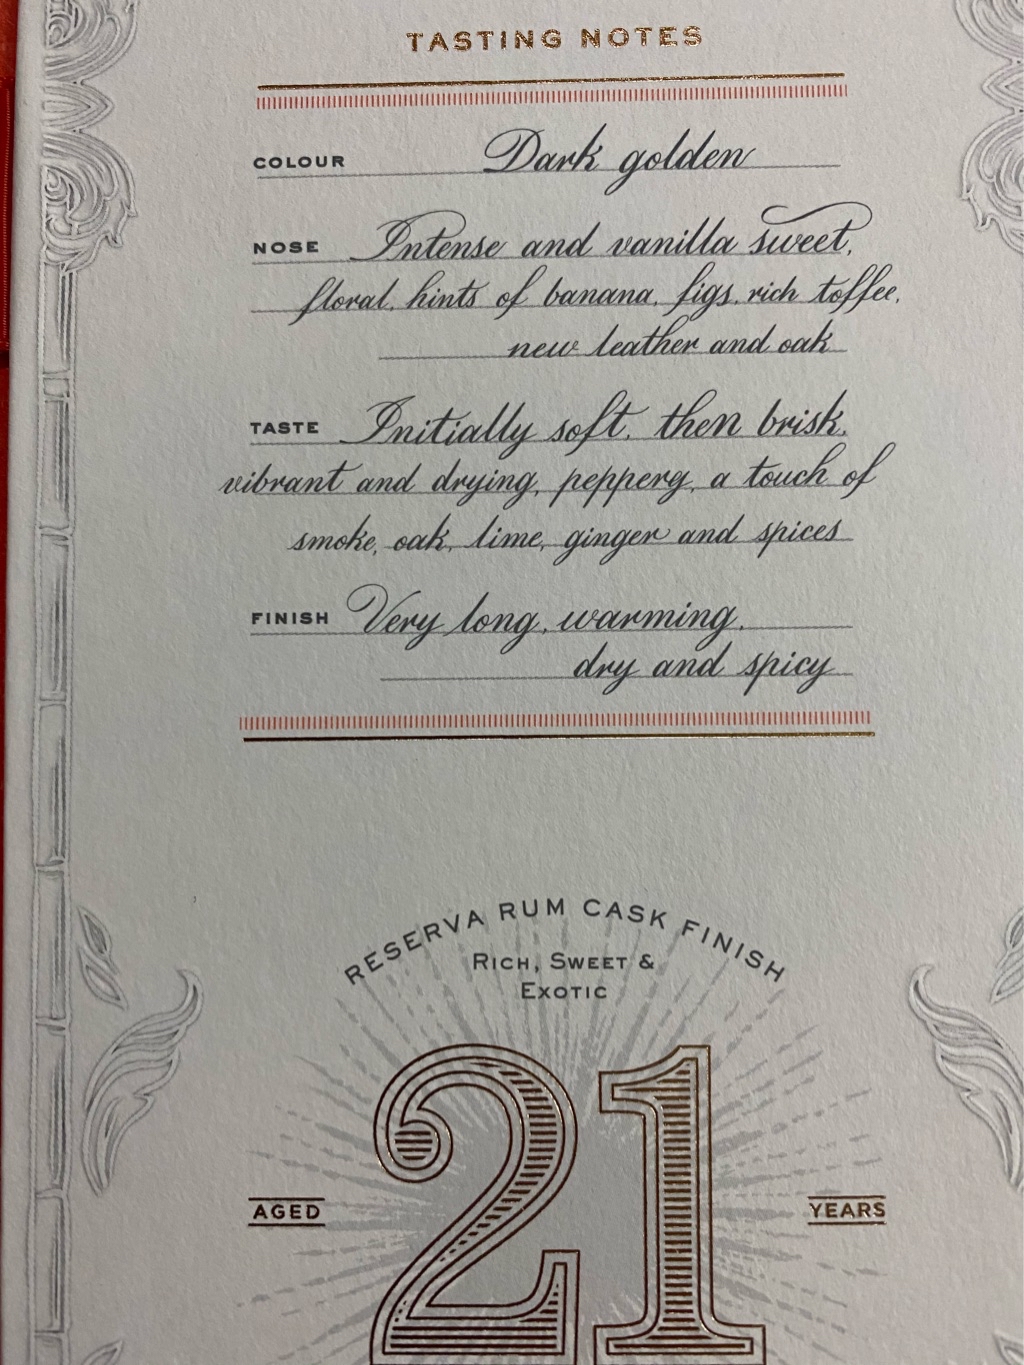 TASTING NOTES
COLOUR Dark golden
NOSE Intense and vanilla sweet,
floral, hints of banana, figs, rich toffee,
new leather and oak
TASTE Initially soft, then brisk,
vibrant and drying, peppery, a touch of
smoke, oak, lime, ginger and spices
FINISH Very long, warming,
dry and spicy
RESERVA RUM CASK FINISH
RICH, SWEET &
EXOTIC
AGED 21 YEARS